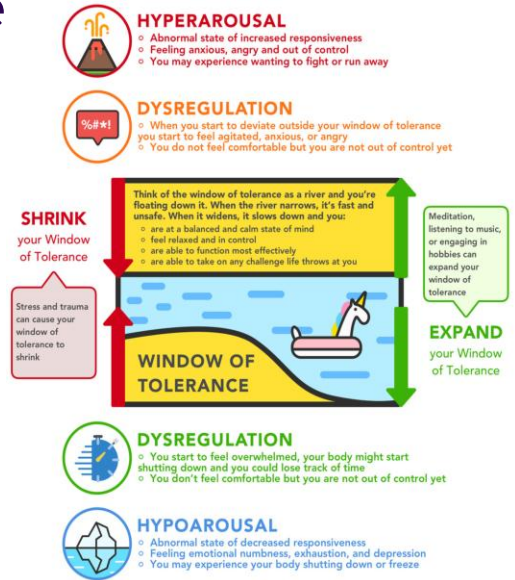 e
HYPERAROUSAL
Abnormal state of increased responsiveness
Feeling anxious, angry and out of control
You may experience wanting to fight or run away
%#*!
DYSREGULATION
When you start to deviate outside your window of tolerance
you start to feel agitated, anxious, or angry
You do not feel comfortable but you are not out of control yet
SHRINK
your Window
of Tolerance
Stress and trauma
can cause your
window of
tolerance to
shrink
Think of the window of tolerance as a river and you're
floating down it. When the river narrows, it's fast and
unsafe. When it widens, it slows down and you:
are at a balanced and calm state of mind
feel relaxed and in control
are able to function most effectively
are able to take on any challenge life throws at you
WINDOW OF
TOLERANCE
Meditation,
listening to music,
or engaging in
hobbies can
expand your
window of
tolerance
EXPAND
your Window
of Tolerance
DYSREGULATION
You start to feel overwhelmed, your body might start
shutting down and you could lose track of time
You don't feel comfortable but you are not out of control yet
HYPOAROUSAL
Abnormal state of decreased responsiveness
Feeling emotional numbness, exhaustion, and depression
You may experience your body shutting down or freeze